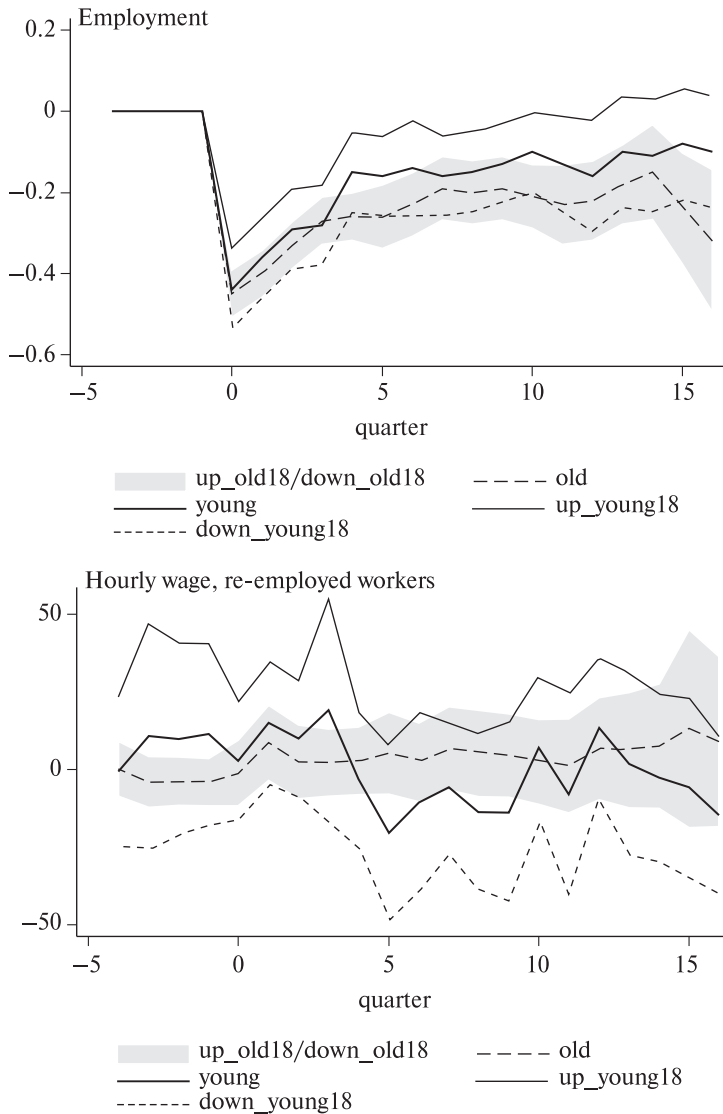 Employment
0.2
0
−0.2
−0.4
−0.6
−5 0 5 10 15
quarter
up_old18/down_old18 old
young up_young18
down_young18
Hourly wage, re-employed workers
50
0
−50
−5 0 5 10 15
quarter
up_old18/down_old18 old
young up_young18
down_young18